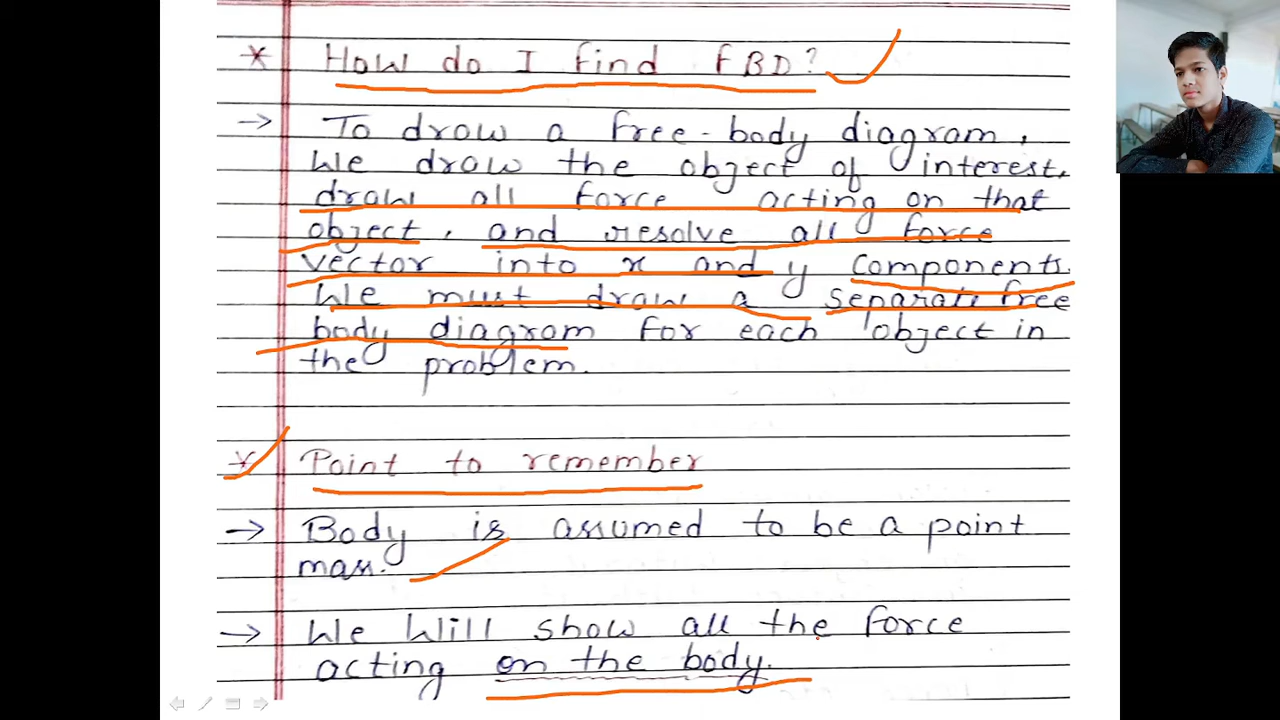 * How do I find FBD?
→ To draw a free-body diagram,
We draw the object of interest,
draw all force acting on that
object, and resolve all force
vector into x and y components.
We must draw a separate free
body diagram for each object in
the problem.
* Point to remember
→ Body is assumed to be a point
mass.
→ We Will show all the force
acting on the body.